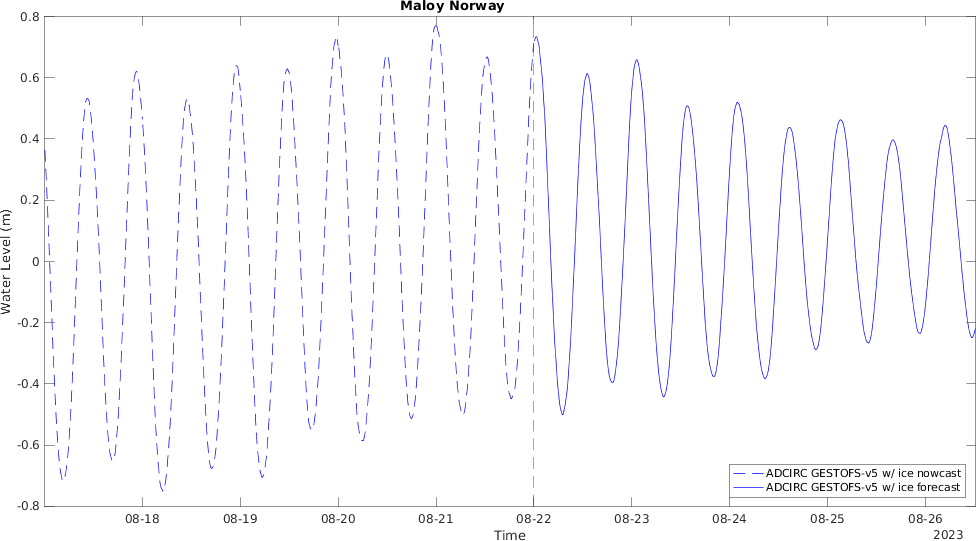 Maloy Norway
0.8
0.6
0.4
0.2
0
-0.2
-0.4
-0.6
-0.8
Water Level (m)
08-18 08-19 08-20 08-21 08-22 08-23 08-24 08-25 08-26
Time
2023
ADCIRC GESTOFS-v5 w/ ice nowcast
ADCIRC GESTOFS-v5 w/ ice forecast